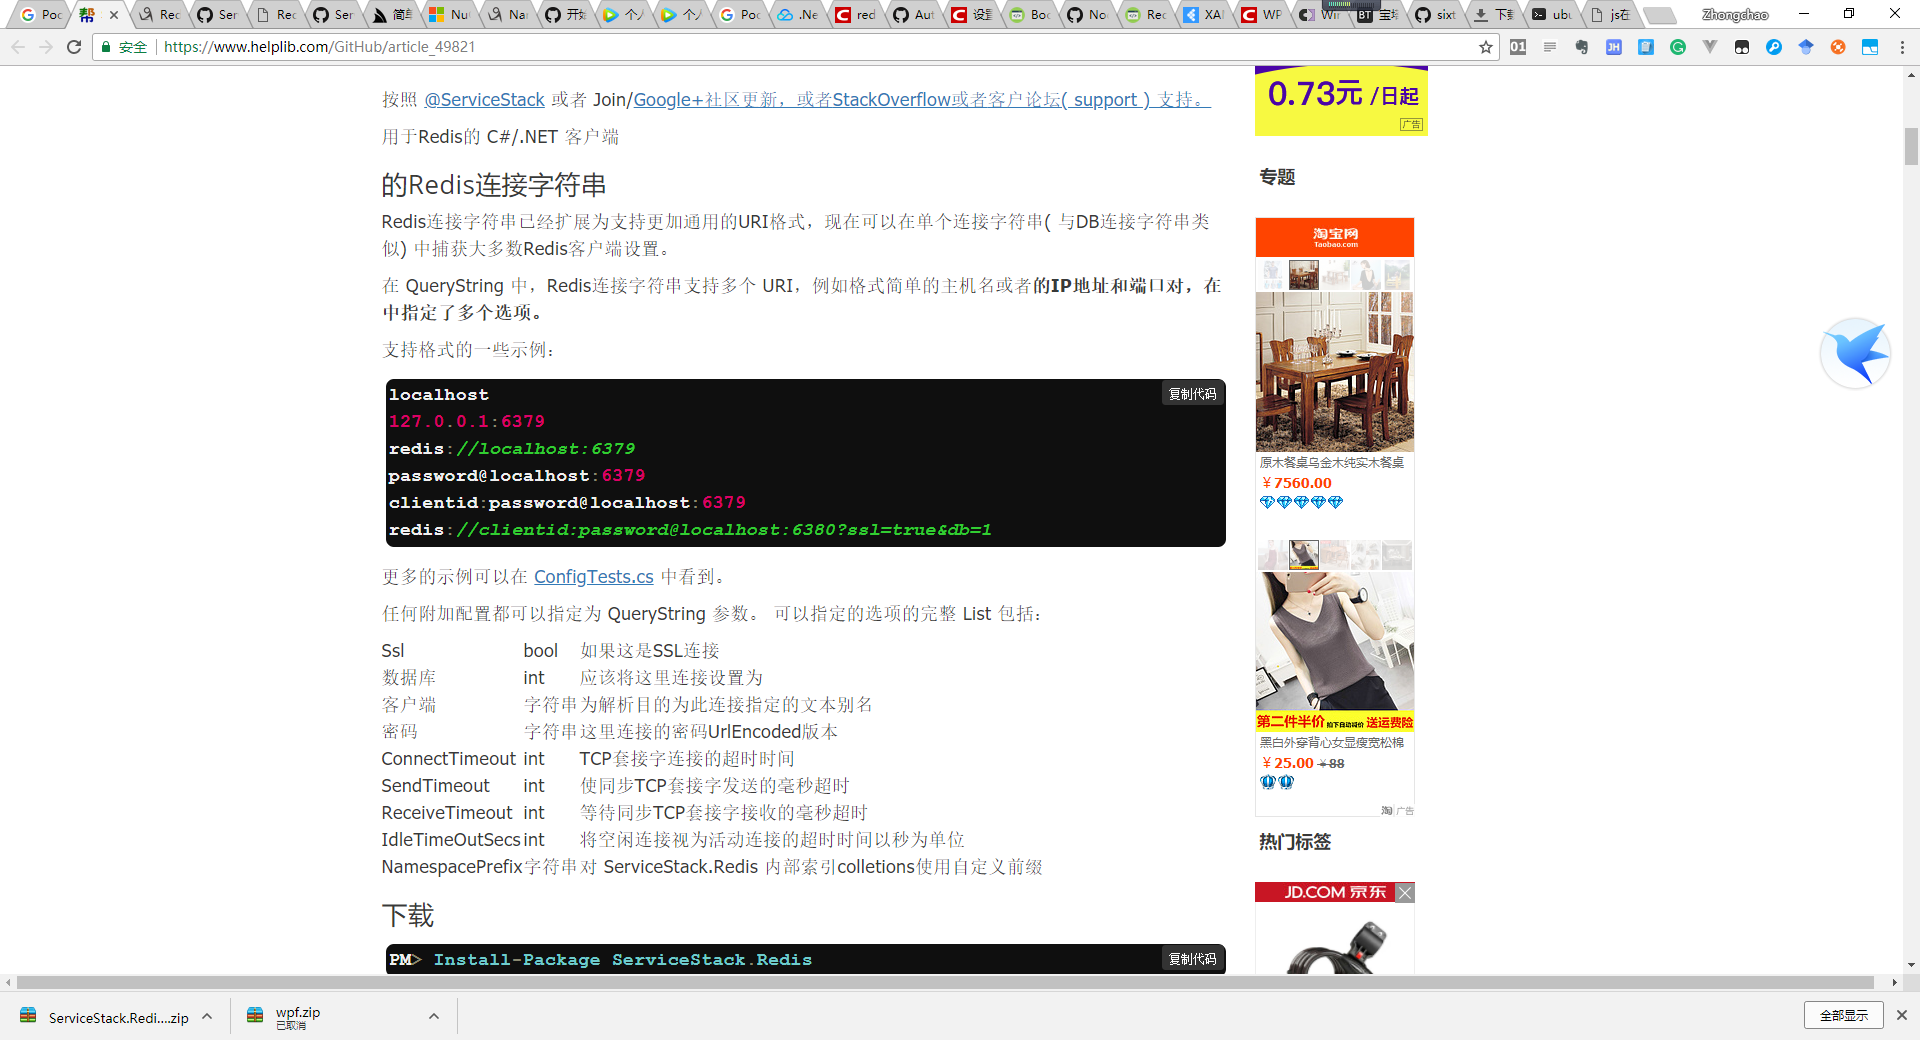 Poc
帮
Rec
Ser
Rec
Ser
简单
Nu
Nan
开始
个人
个人
Poc
.Ne
red
Aut
设置
Boc
Noc
Rec
XAI
WP
Win
宝塔
sixt
下载
ubu
js在
Zhongchao
安全
https://www.helplib.com/GitHub/article_49821
按照 @ServiceStack 或者 Join/Google+社区更新，或者StackOverflow或者客户论坛( support ) 支持。
用于Redis的 C#/.NET 客户端
的Redis连接字符串
Redis连接字符串已经扩展为支持更加通用的URI格式，现在可以在单个连接字符串( 与DB连接字符串类
似) 中捕获大多数Redis客户端设置。
在 QueryString 中，Redis连接字符串支持多个 URI，例如格式简单的主机名或者的IP地址和端口对，在
中指定了多个选项。
支持格式的一些示例：
复制代码
localhost
127.0.0.1:6379
redis://localhost:6379
password@localhost:6379
clientid:password@localhost:6379
redis://clientid:password@localhost:6380?ssl=true&db=1
更多的示例可以在 ConfigTests.cs 中看到。
任何附加配置都可以指定为 QueryString 参数。 可以指定的选项的完整 List 包括：
Ssl bool 如果这是SSL连接
数据库 int 应该将这里连接设置为
客户端 字符串 为解析目的为此连接指定的文本别名
密码 字符串 这里连接的密码UrlEncoded版本
ConnectTimeout int TCP套接字连接的超时时间
SendTimeout int 使同步TCP套接字发送的毫秒超时
ReceiveTimeout int 等待同步TCP套接字接收的毫秒超时
IdleTimeOutSecs int 将空闲连接视为活动连接的超时时间以秒为单位
NamespacePrefix 字符串 对 ServiceStack.Redis 内部索引colletions使用自定义前缀
下载
复制代码
PM> Install-Package ServiceStack.Redis
0.73元 /日起
广告
专题
淘宝网
Taobao.com
原木餐桌乌金木纯实木餐桌
￥7560.00
第二件半价 拍下自动减价 送运费险
黑白外穿背心女显瘦宽松棉
￥25.00 ￥88
淘 广告
热门标签
JD.COM 京东
ServiceStack.Redi....zip
wpf.zip
已取消
全部显示